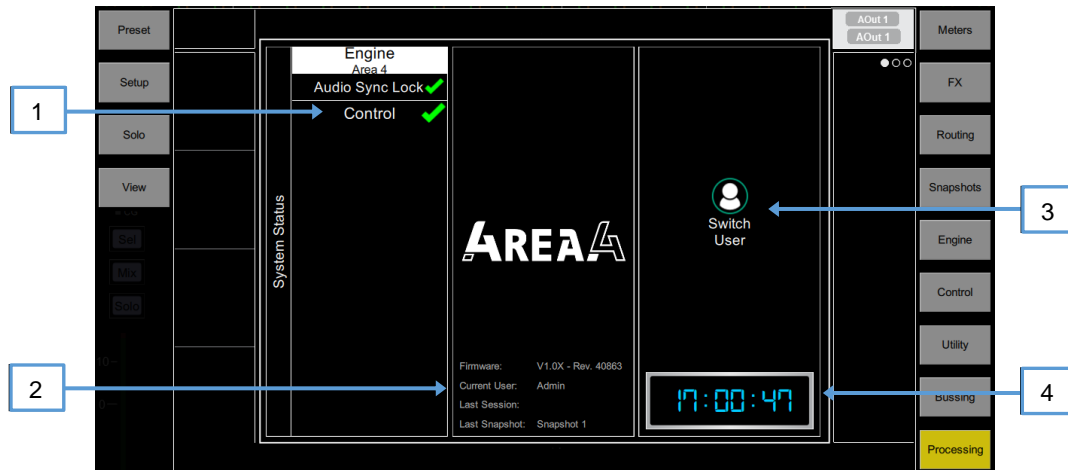 Preset
Setup
Solo
View
CG
Sel
Mix
Solo
10
0
1
2
System Status
Engine
Area 4
Audio Sync Lock
Control
AREA4
Firmware: V1.0X - Rev. 40863
Current User: Admin
Last Session:
Last Snapshot: Snapshot 1
Switch
User
17:00:47
AOut 1
AOut 1
Meters
FX
Routing
Snapshots
Engine
Control
Utility
Bussing
Processing
3
4